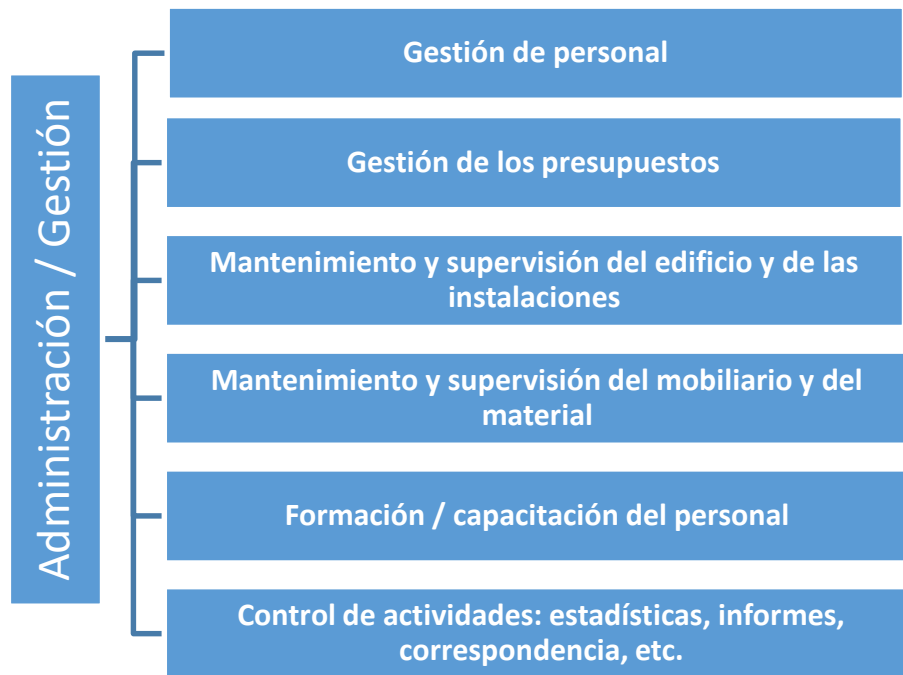 Administración / Gestión
Gestión de personal
Gestión de los presupuestos
Mantenimiento y supervisión del edificio y de las
instalaciones
Mantenimiento y supervisión del mobiliario y del
material
Formación / capacitación del personal
Control de actividades: estadísticas, informes,
correspondencia, etc.